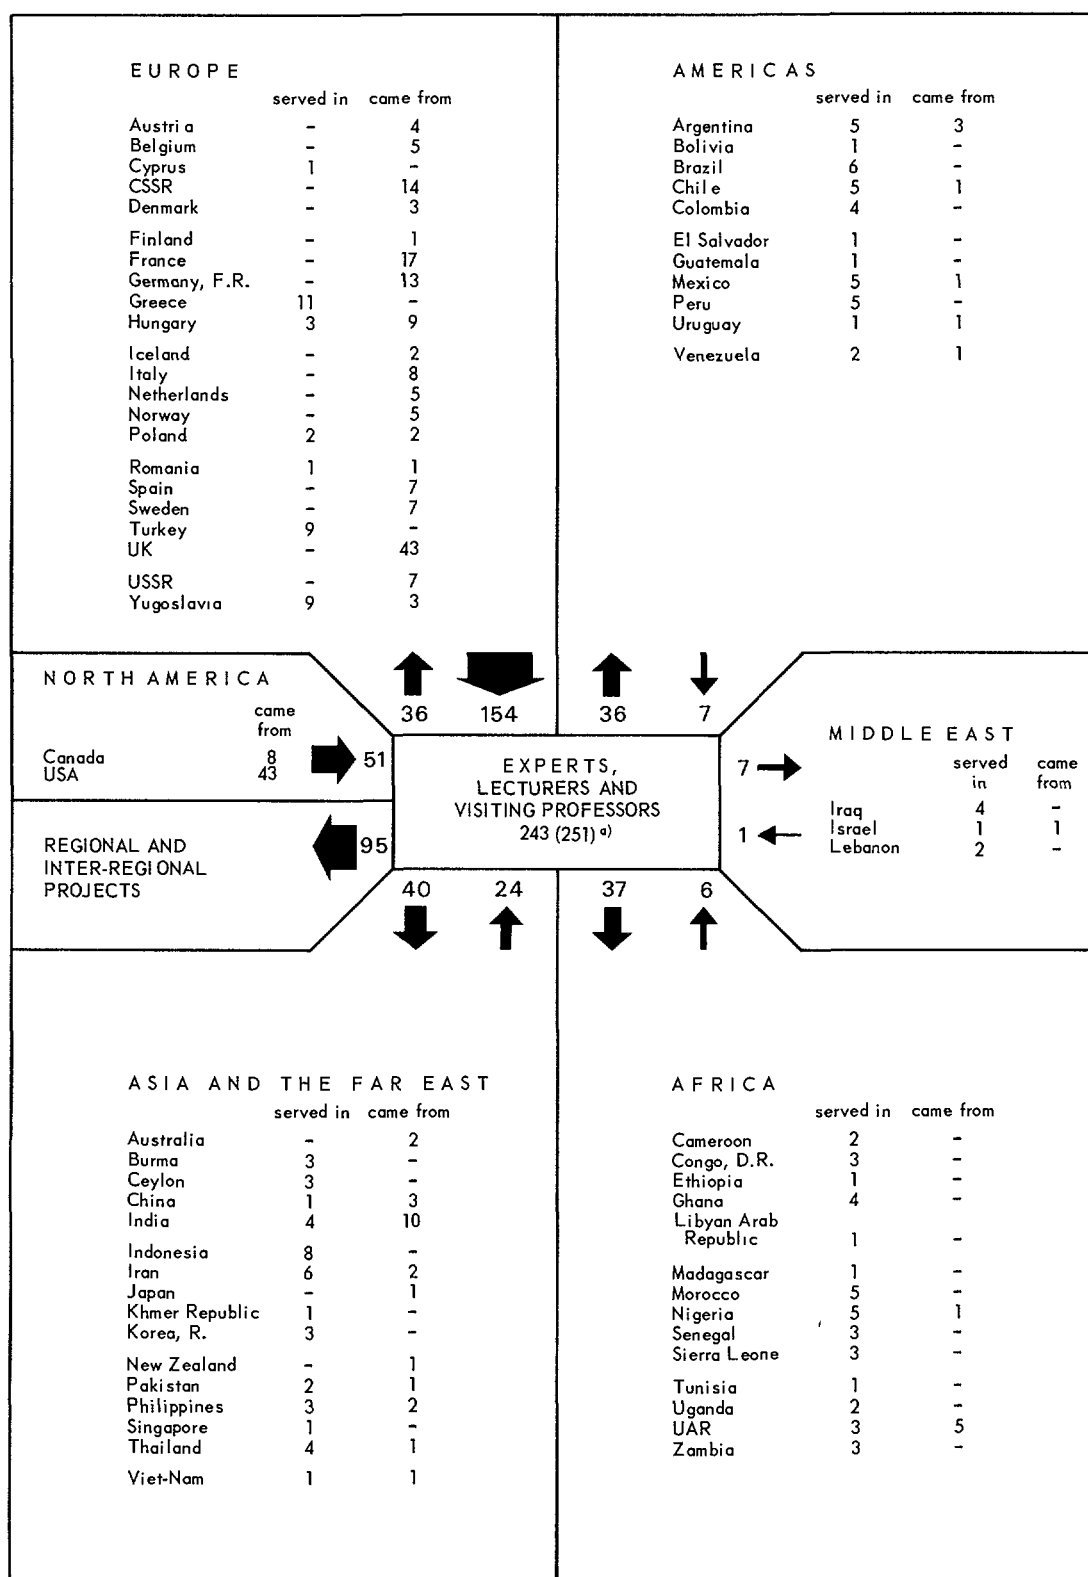 EUROPE
served in came from
Austria - 4
Belgium - 5
Cyprus 1 -
CSSR - 14
Denmark - 3
Finland - 1
France - 17
Germany, F.R. - 13
Greece 11 -
Hungary 3 9
Iceland - 2
Italy - 8
Netherlands - 5
Norway - 5
Poland 2 2
Romania 1 1
Spain - 7
Sweden - 7
Turkey 9 -
UK - 43
USSR - 7
Yugoslavia 9 3
AMERICAS
served in came from
Argentina 5 3
Bolivia 1 -
Brazil 6 -
Chile 5 1
Colombia 4 -
El Salvador 1 -
Guatemala 1 -
Mexico 5 1
Peru 5 -
Uruguay 1 1
Venezuela 2 1
NORTH AMERICA
came
from
Canada 8
USA 43
51
36 154 36 7
EXPERTS,
LECTURERS AND
VISITING PROFESSORS
243 (251) a)
MIDDLE EAST
served came
in from
Iraq 4 -
Israel 1 1
Lebanon 2 -
7
1
REGIONAL AND
INTER-REGIONAL
PROJECTS
95
40 24 37 6
ASIA AND THE FAR EAST
served in came from
Australia - 2
Burma 3 -
Ceylon 3 -
China 1 3
India 4 10
Indonesia 8 -
Iran 6 2
Japan - 1
Khmer Republic 1 -
Korea, R. 3 -
New Zealand - 1
Pakistan 2 1
Philippines 3 2
Singapore 1 -
Thailand 4 1
Viet-Nam 1 1
AFRICA
served in came from
Cameroon 2 -
Congo, D.R. 3 -
Ethiopia 1 -
Ghana 4 -
Libyan Arab
Republic 1 -
Madagascar 1 -
Morocco 5 -
Nigeria 5 1
Senegal 3 -
Sierra Leone 3 -
Tunisia 1 -
Uganda 2 -
UAR 3 5
Zambia 3 -